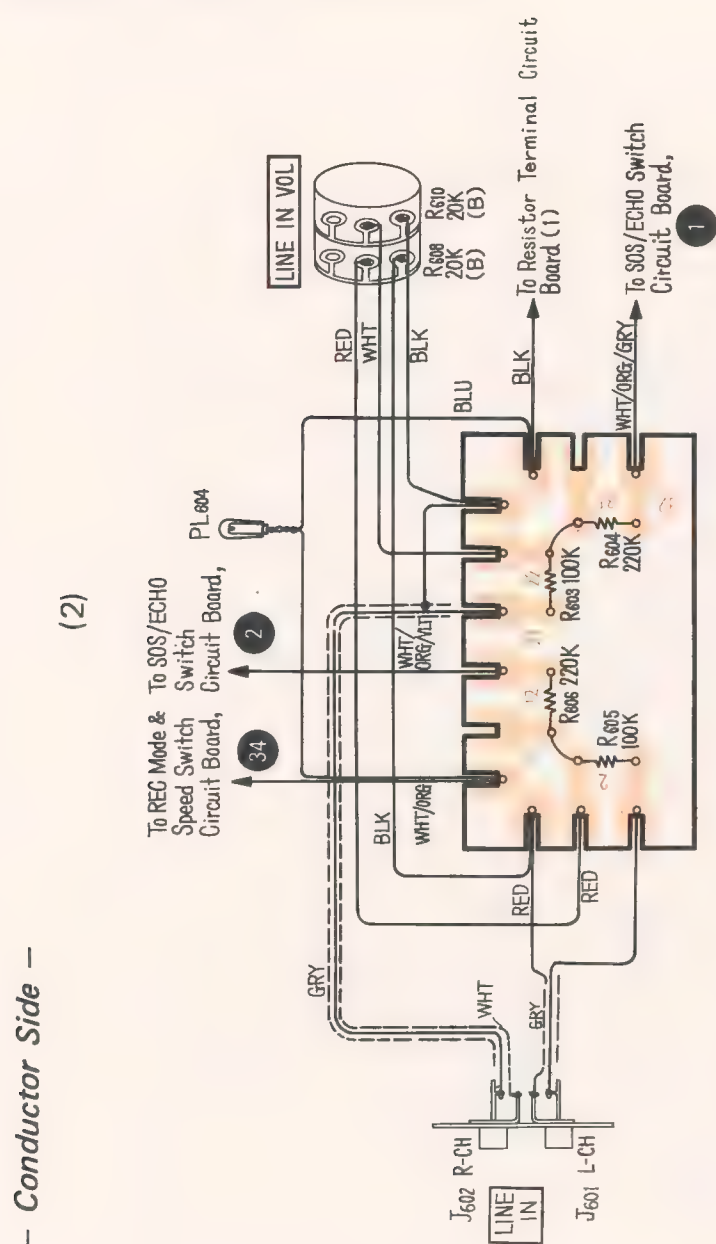 — Conductor Side —
(2)
To REC Mode &
Speed Switch
Circuit Board,
34
To SOS/ECHO
Switch
Circuit Board,
2
PL604
LINE IN VOL
R608
20K
(B)
R610
20K
(B)
RED
WHT
BLK
BLU
GRY
BLK
WHT/ORG
WHT/
ORG/VLT
BLK
To Resistor Terminal Circuit
Board (1)
WHT/ORG/GRY
To SOS/ECHO Switch
Circuit Board,
1
J602 R-CH
LINE
IN
J601 L-CH
WHT
GRY
RED
RED
R606 220K
R605
100K
R603 100K
R604
220K